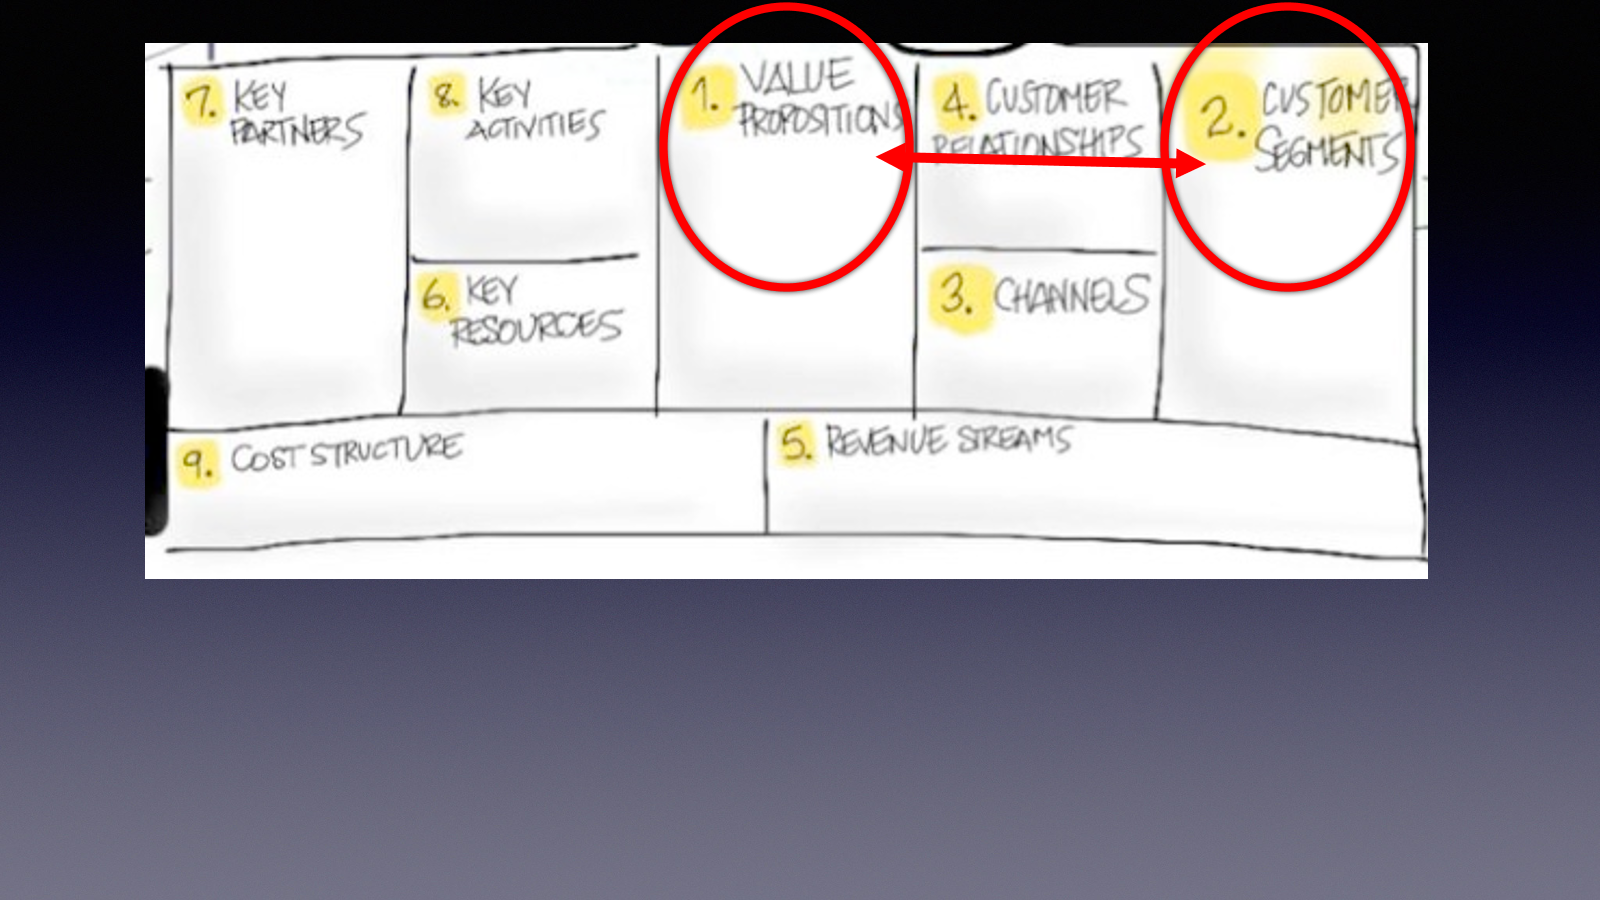 7. KEY
PARTNERS
8. KEY
ACTIVITIES
6. KEY
RESOURCES
1. VALUE
PROPOSITIONS
4. CUSTOMER
RELATIONSHIPS
3. CHANNELS
2. CUSTOMER
SEGMENTS
9. COST STRUCTURE
5. REVENUE STREAMS